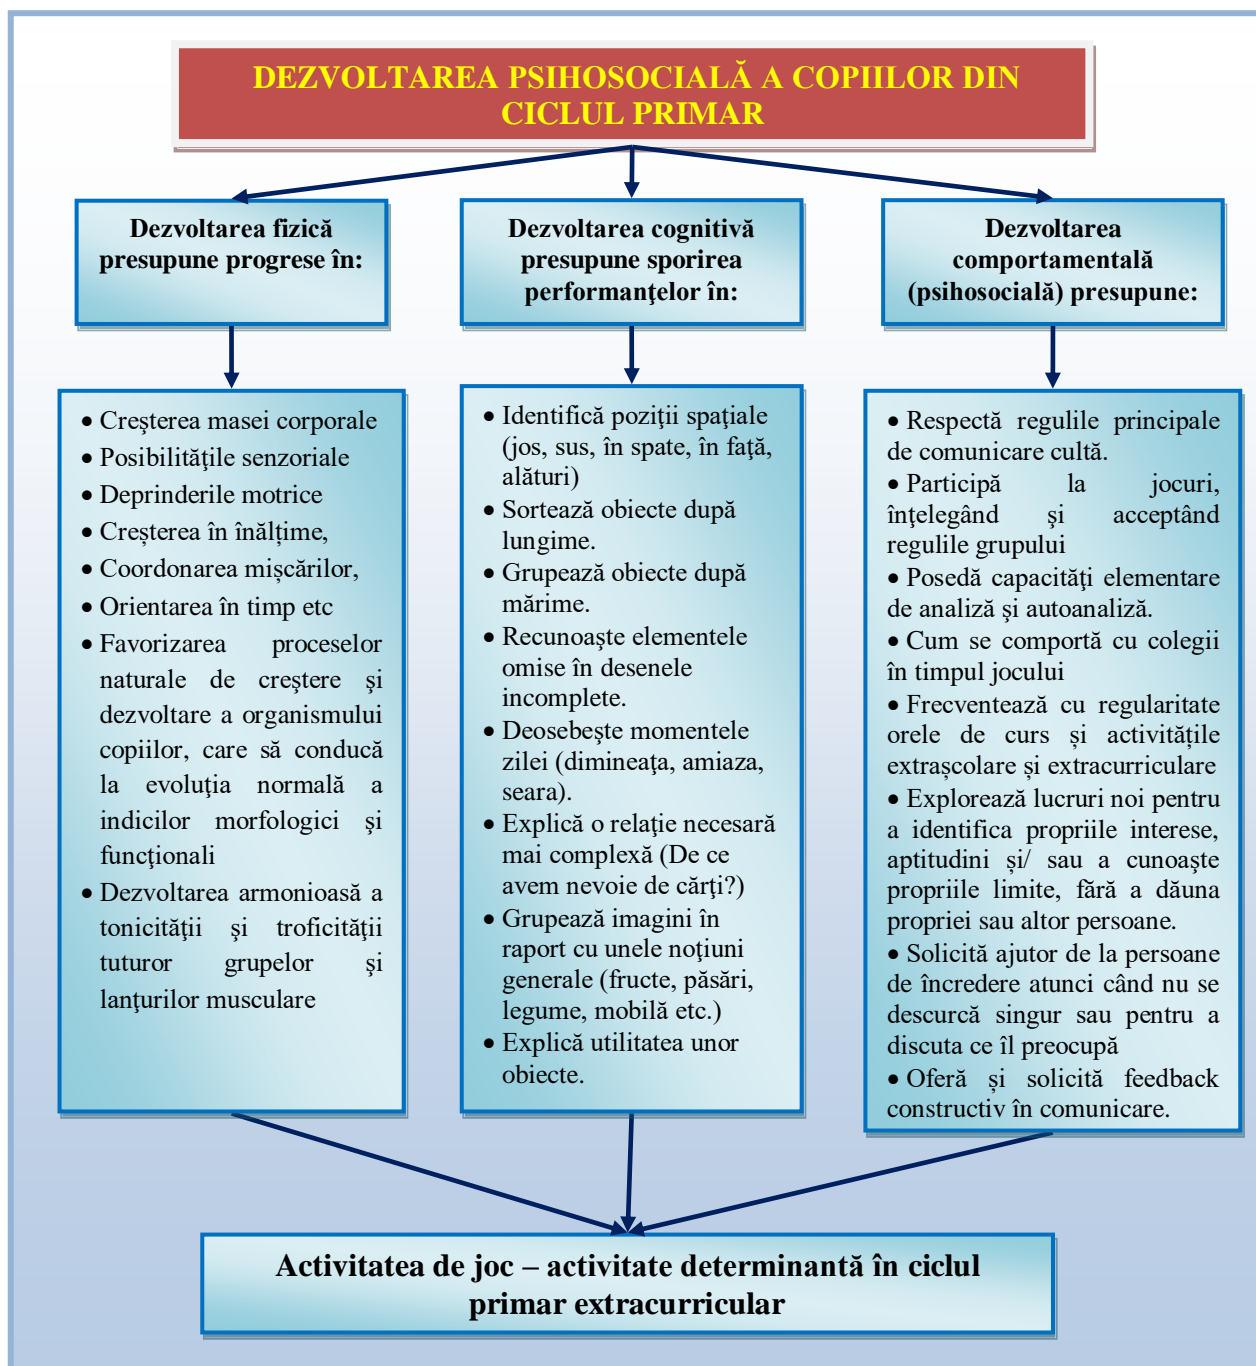 DEZVOLTAREA PSIHOSOCIALĂ A COPIILOR DIN
CICLUL PRIMAR
Dezvoltarea fizică
presupune progrese în:
Dezvoltarea cognitivă
presupune sporirea
performanţelor în:
Dezvoltarea
comportamentală
(psihosocială) presupune:
• Creşterea masei corporale
• Posibilităţile senzoriale
• Deprinderile motrice
• Creșterea în înălțime,
• Coordonarea mișcărilor,
• Orientarea în timp etc
• Favorizarea proceselor
naturale de creştere şi
dezvoltare a organismului
copiilor, care să conducă
la evoluţia normală a
indicilor morfologici şi
funcţionali
• Dezvoltarea armonioasă a
tonicităţii şi troficităţii
tuturor grupelor şi
lanţurilor musculare
• Identifică poziţii spaţiale
(jos, sus, în spate, în faţă,
alături)
• Sortează obiecte după
lungime.
• Grupează obiecte după
mărime.
• Recunoaşte elementele
omise în desenele
incomplete.
• Deosebeşte momentele
zilei (dimineaţa, amiaza,
seara).
• Explică o relaţie necesară
mai complexă (De ce
avem nevoie de cărţi?)
• Grupează imagini în
raport cu unele noţiuni
generale (fructe, păsări,
legume, mobilă etc.)
• Explică utilitatea unor
obiecte.
• Respectă regulile principale
de comunicare cultă.
• Participă la jocuri,
înţelegând şi acceptând
regulile grupului
• Posedă capacităţi elementare
de analiză şi autoanaliză.
• Cum se comportă cu colegii
în timpul jocului
• Frecventează cu regularitate
orele de curs și activitățile
extrașcolare și extracurriculare
• Explorează lucruri noi pentru
a identifica propriile interese,
aptitudini și/ sau a cunoaşte
propriile limite, fără a dăuna
propriei sau altor persoane.
• Solicită ajutor de la persoane
de încredere atunci când nu se
descurcă singur sau pentru a
discuta ce îl preocupă
• Oferă și solicită feedback
constructiv în comunicare.
Activitatea de joc – activitate determinantă în ciclul
primar extracurricular